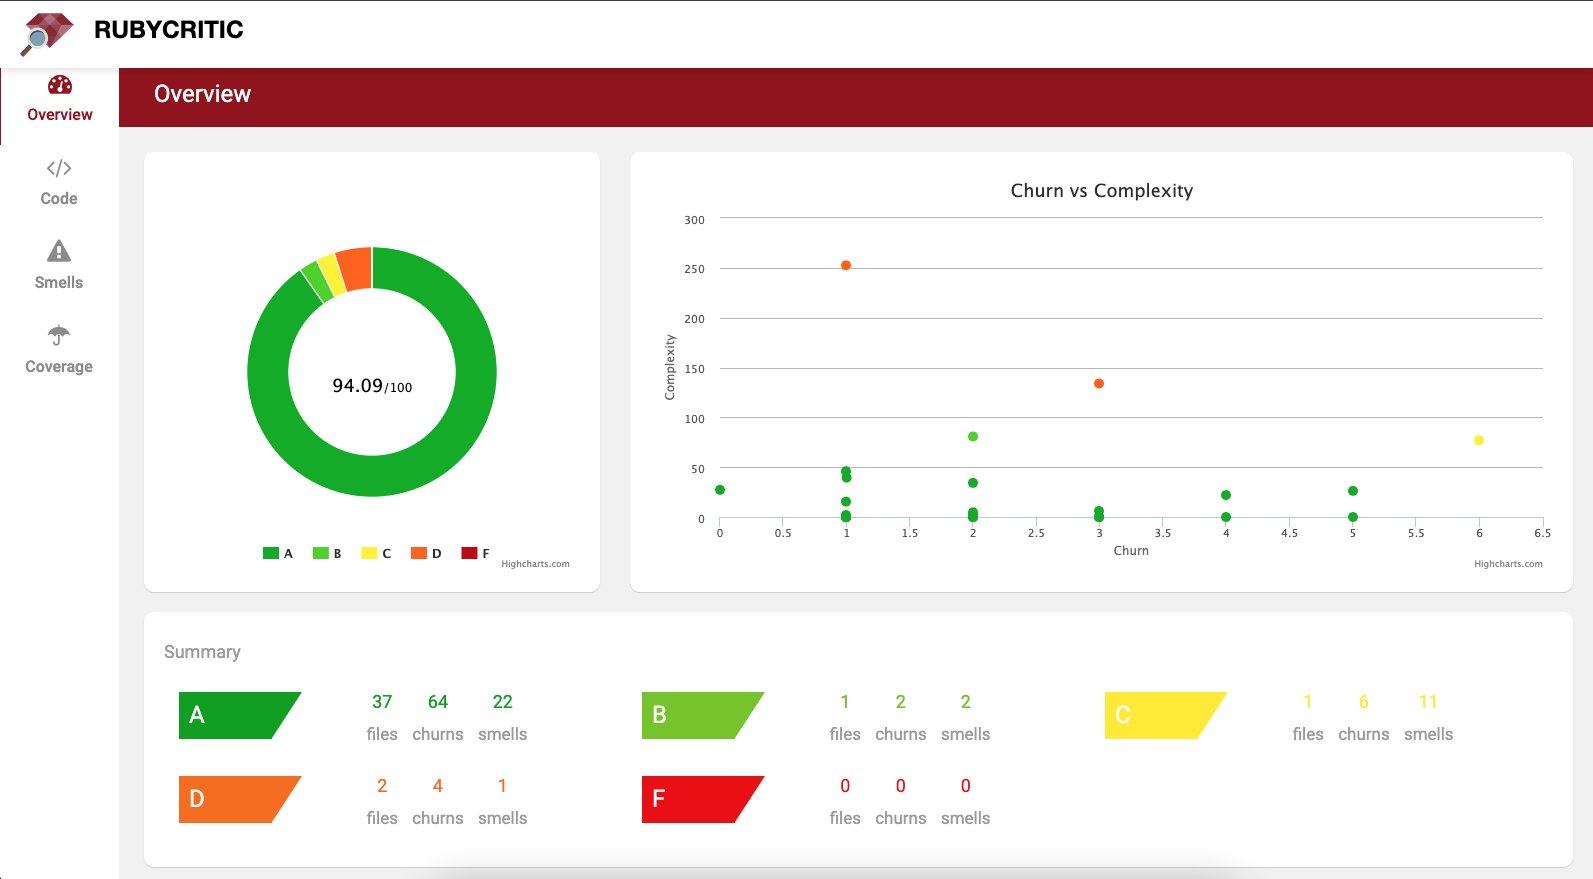 RUBYCRITIC
Overview
Code
Smells
Coverage
Overview
94.09/100
A B C D F
Highcharts.com
Churn vs Complexity
Complexity
300
250
200
150
100
50
0
0 0.5 1 1.5 2 2.5 3 3.5 4 4.5 5 5.5 6 6.5
Churn
Highcharts.com
Summary
A
37 64 22
files churns smells
B
1 2 2
files churns smells
C
1 6 11
files churns smells
D
2 4 1
files churns smells
F
0 0 0
files churns smells